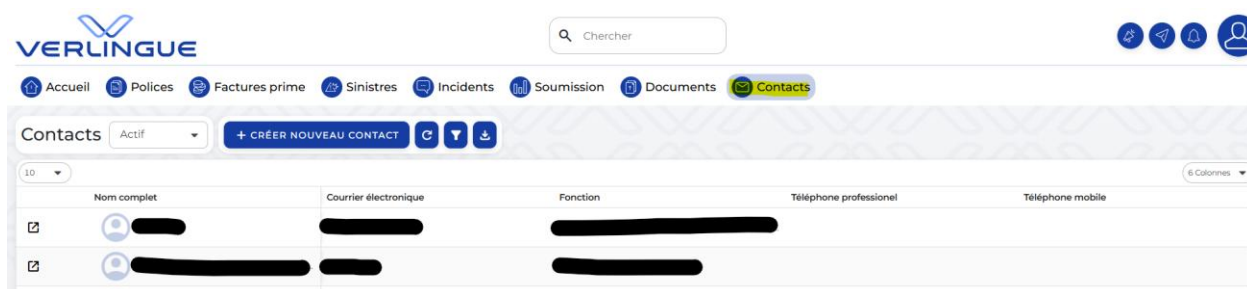 VERLINGUE
Chercher
Accueil Polices Factures prime Sinistres Incidents Soumission Documents Contacts
Contacts Actif + CRÉER NOUVEAU CONTACT
10 6 Colonnes
Nom complet Courrier électronique Fonction Téléphone professionel Téléphone mobile